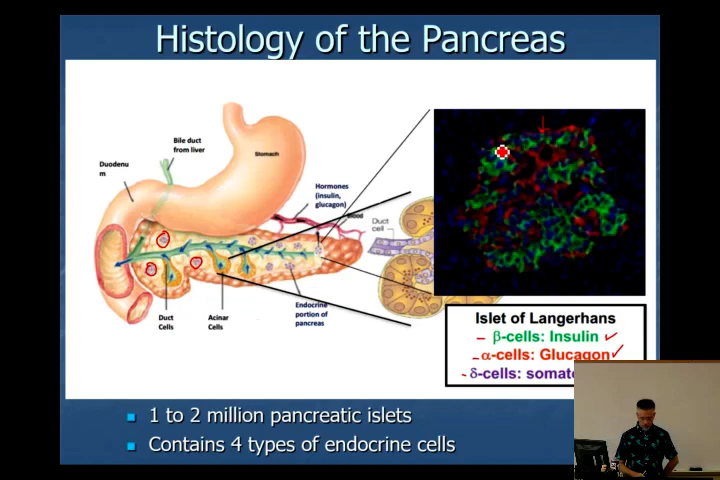 Histology of the Pancreas
Bile duct
from liver
Stomach
Duodenu
m
Hormones
(insulin,
glucagon)
Duct
cell
Duct
Cells
Acinar
Cells
Endocrine
portion of
pancreas
Islet of Langerhans
β-cells: Insulin
α-cells: Glucagon
δ-cells:
1 to 2 million pancreatic islets
Contains 4 types of endocrine cells